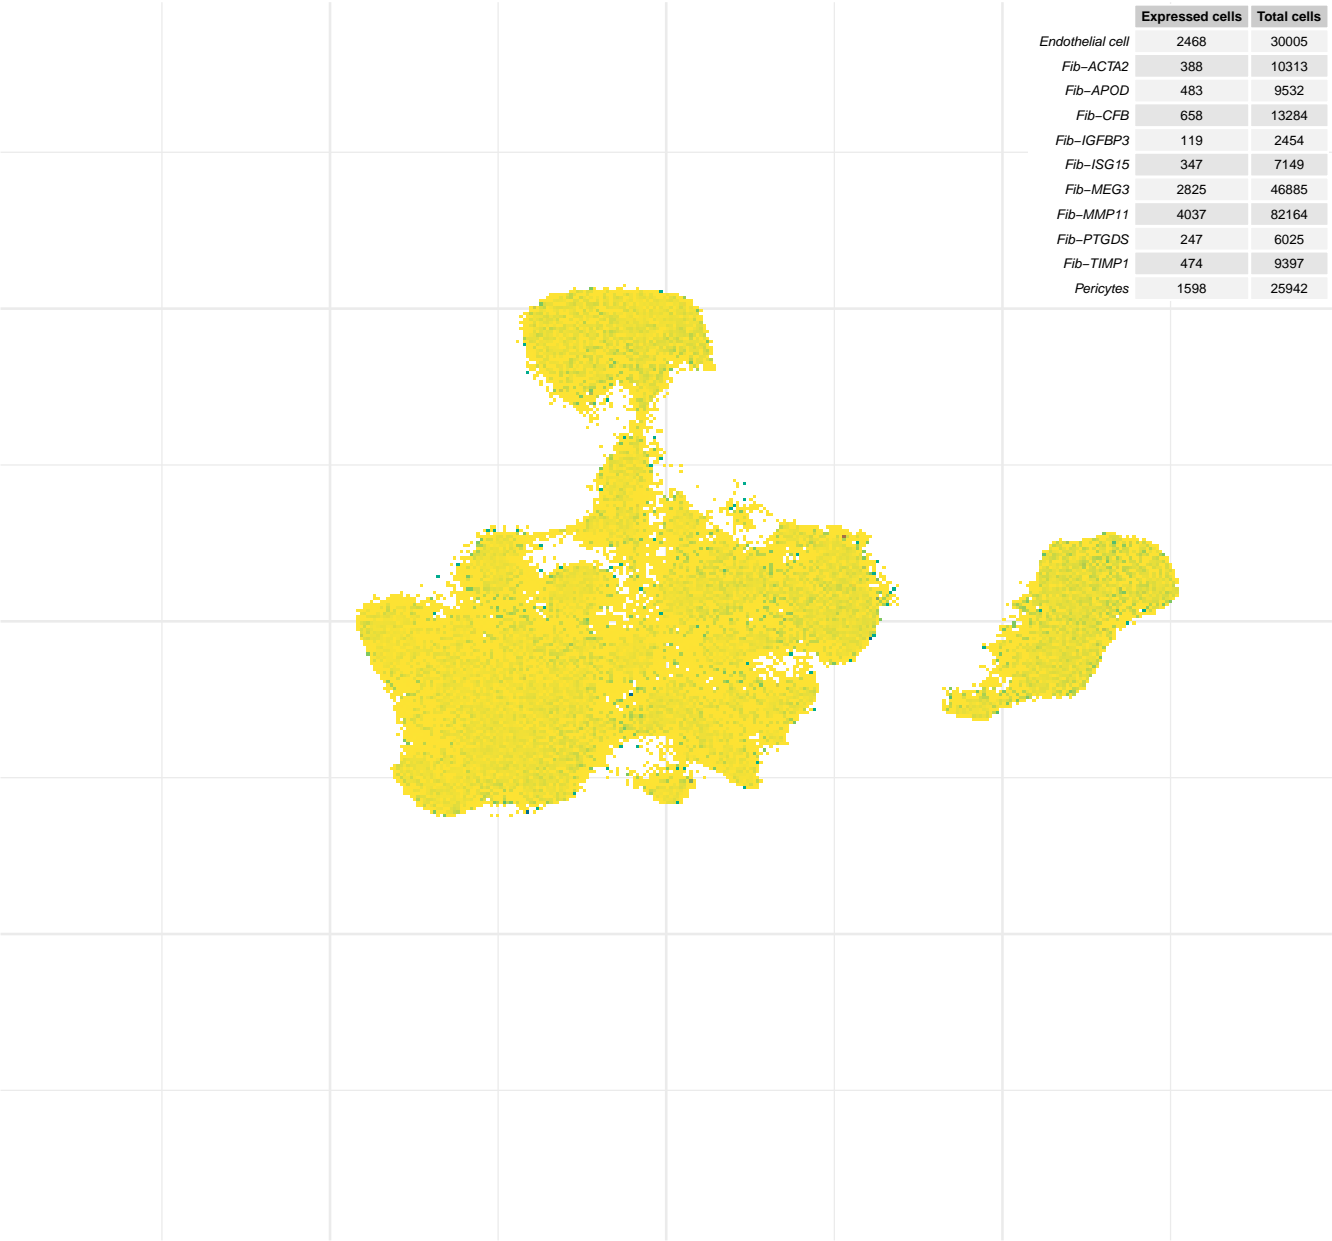 Expressed cells Total cells
Endothelial cell 2468 30005
Fib−ACTA2 388 10313
Fib−APOD 483 9532
Fib−CFB 658 13284
Fib−IGFBP3 119 2454
Fib−ISG15 347 7149
Fib−MEG3 2825 46885
Fib−MMP11 4037 82164
Fib−PTGDS 247 6025
Fib−TIMP1 474 9397
Pericytes 1598 25942